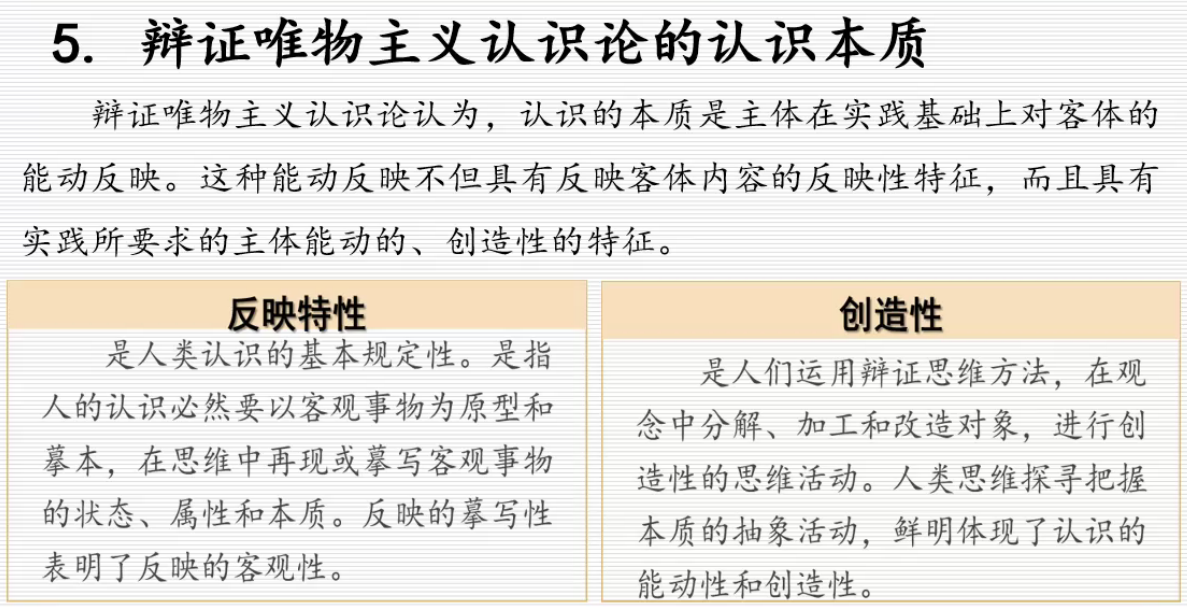 5. 辩证唯物主义认识论的认识本质
辩证唯物主义认识论认为，认识的本质是主体在实践基础上对客体的
能动反映。这种能动反映不但具有反映客体内容的反映性特征，而且具有
实践所要求的主体能动的、创造性的特征。
反映特性
是人类认识的基本规定性。是指
人的认识必然要以客观事物为原型和
摹本，在思维中再现或摹写客观事物
的状态、属性和本质。反映的摹写性
表明了反映的客观性。
创造性
是人们运用辩证思维方法，在观
念中分解、加工和改造对象，进行创
造性的思维活动。人类思维探寻把握
本质的抽象活动，鲜明体现了认识的
能动性和创造性。